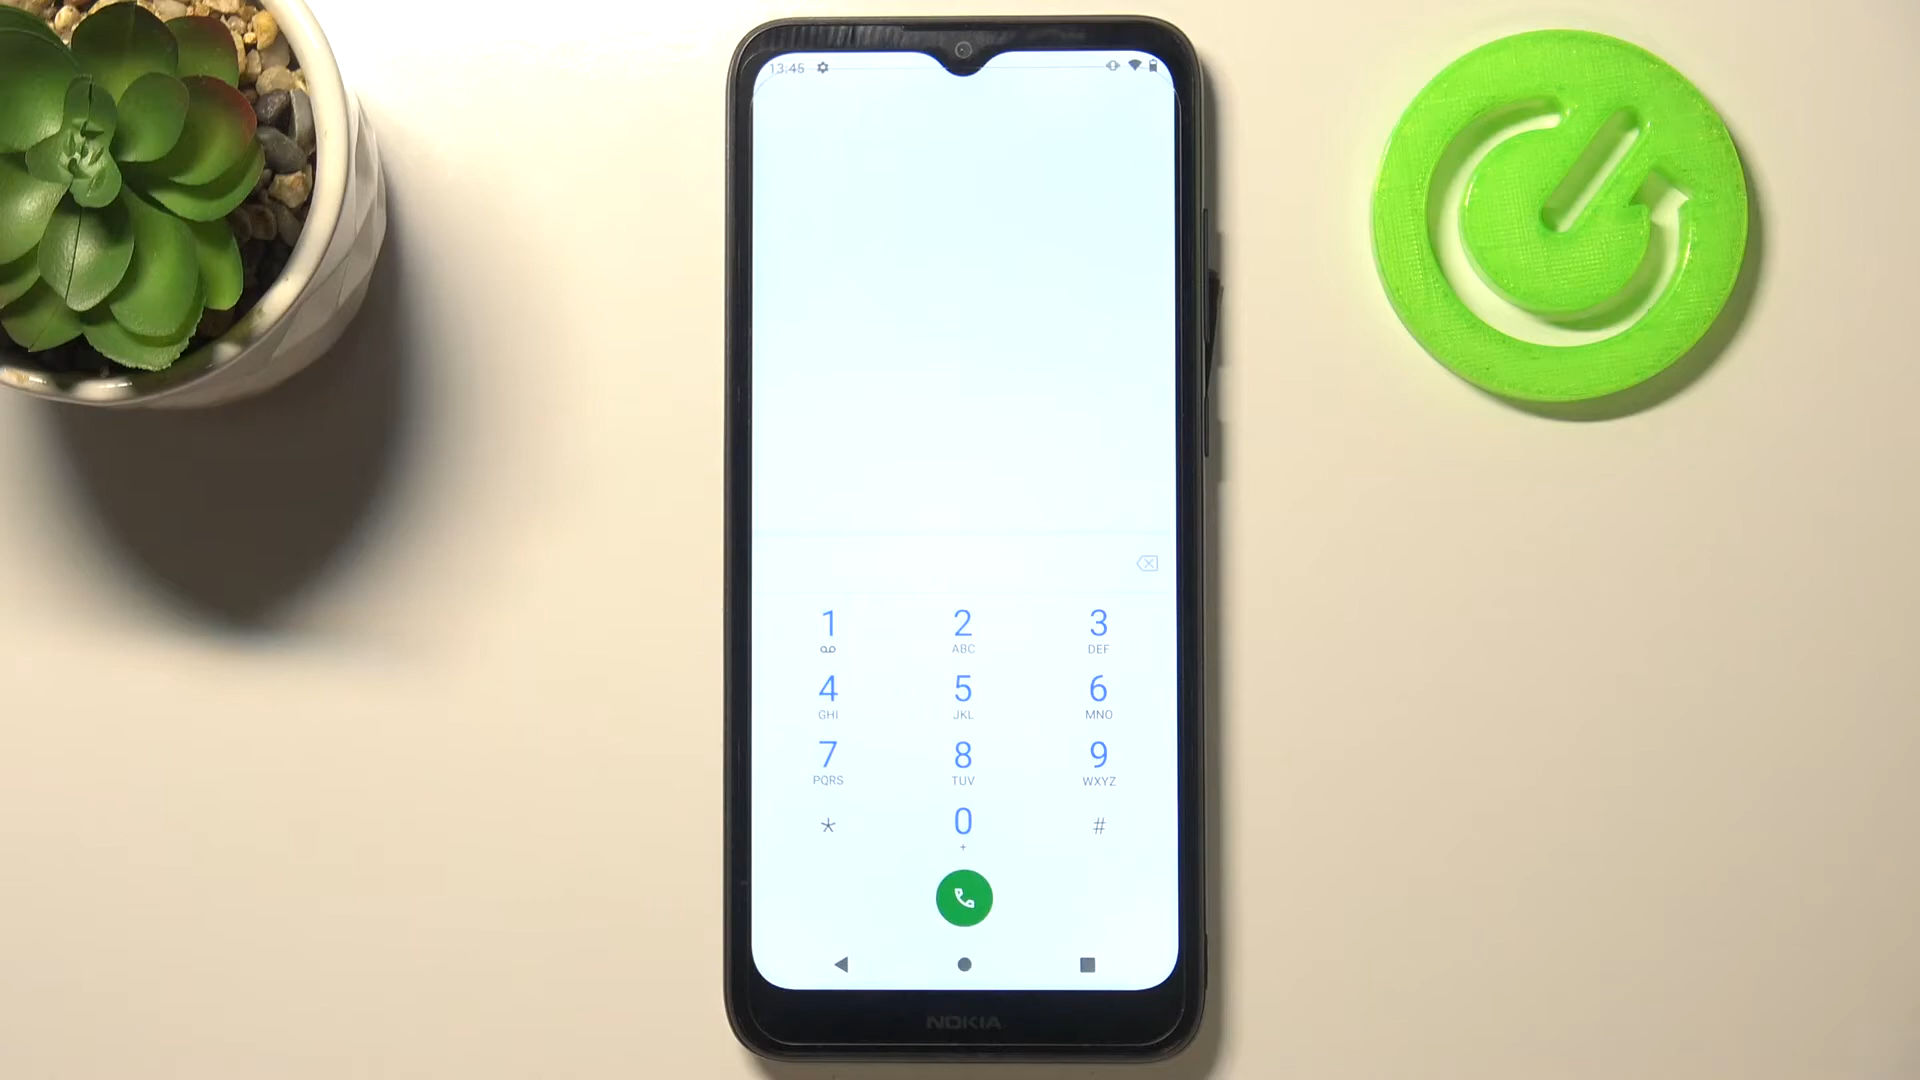 13:45
1 2 3
ABC DEF
4 5 6
GHI JKL MNO
7 8 9
PQRS TUV WXYZ
* 0 #
+
NOKIA